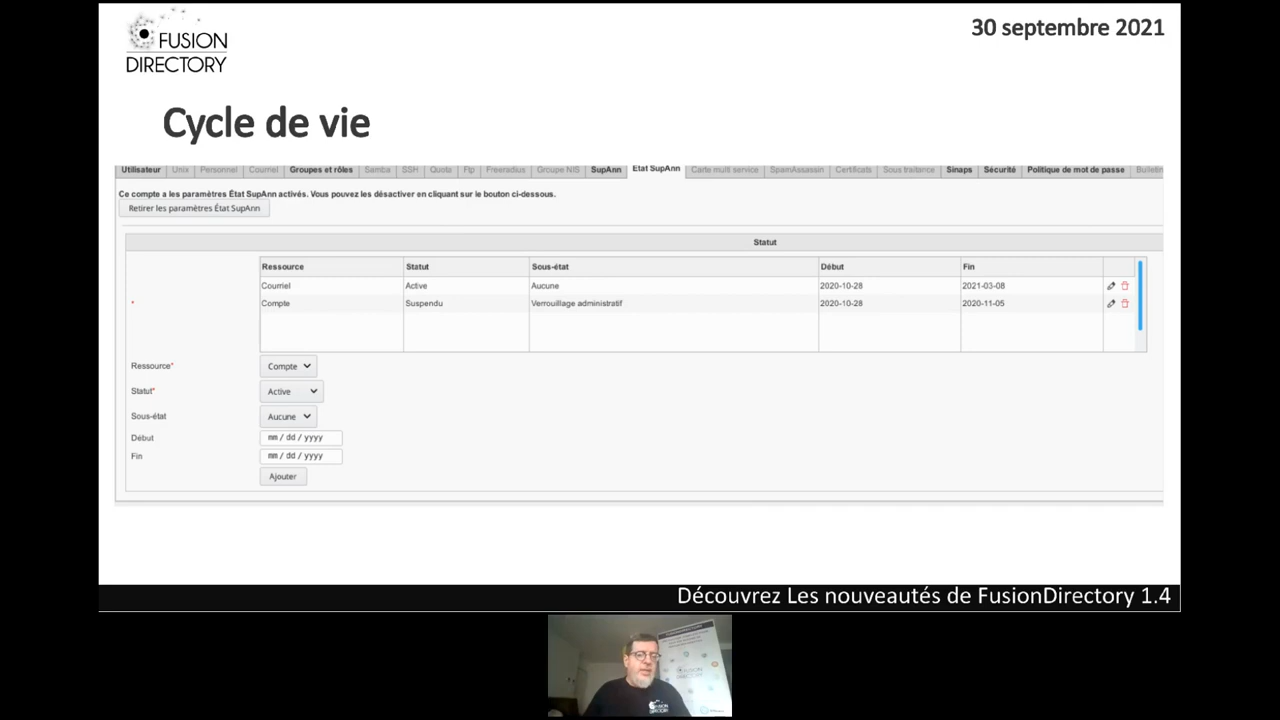 FUSION
DIRECTORY
30 septembre 2021
Cycle de vie
Utilisateur Unix Personnel Courriel Groupes et rôles Samba SSH Quota Ftp Freeradius Groupe NIS SupAnn Etat SupAnn Carte multi service SpamAssassin Certificats Sous traitance Sinaps Sécurité Politique de mot de passe Bulletin
Ce compte a les paramètres État SupAnn activés. Vous pouvez les désactiver en cliquant sur le bouton ci-dessous.
Retirer les paramètres État SupAnn
Statut
Ressource Statut Sous-état Début Fin
Courriel Active Aucune 2020-10-28 2021-03-08
* Compte Suspendu Verrouillage administratif 2020-10-28 2020-11-05
Ressource* Compte
Statut* Active
Sous-état Aucune
Début mm / dd / yyyy
Fin mm / dd / yyyy
Ajouter
Découvrez Les nouveautés de FusionDirectory 1.4
FUSION
DIRECTORY
FUSION